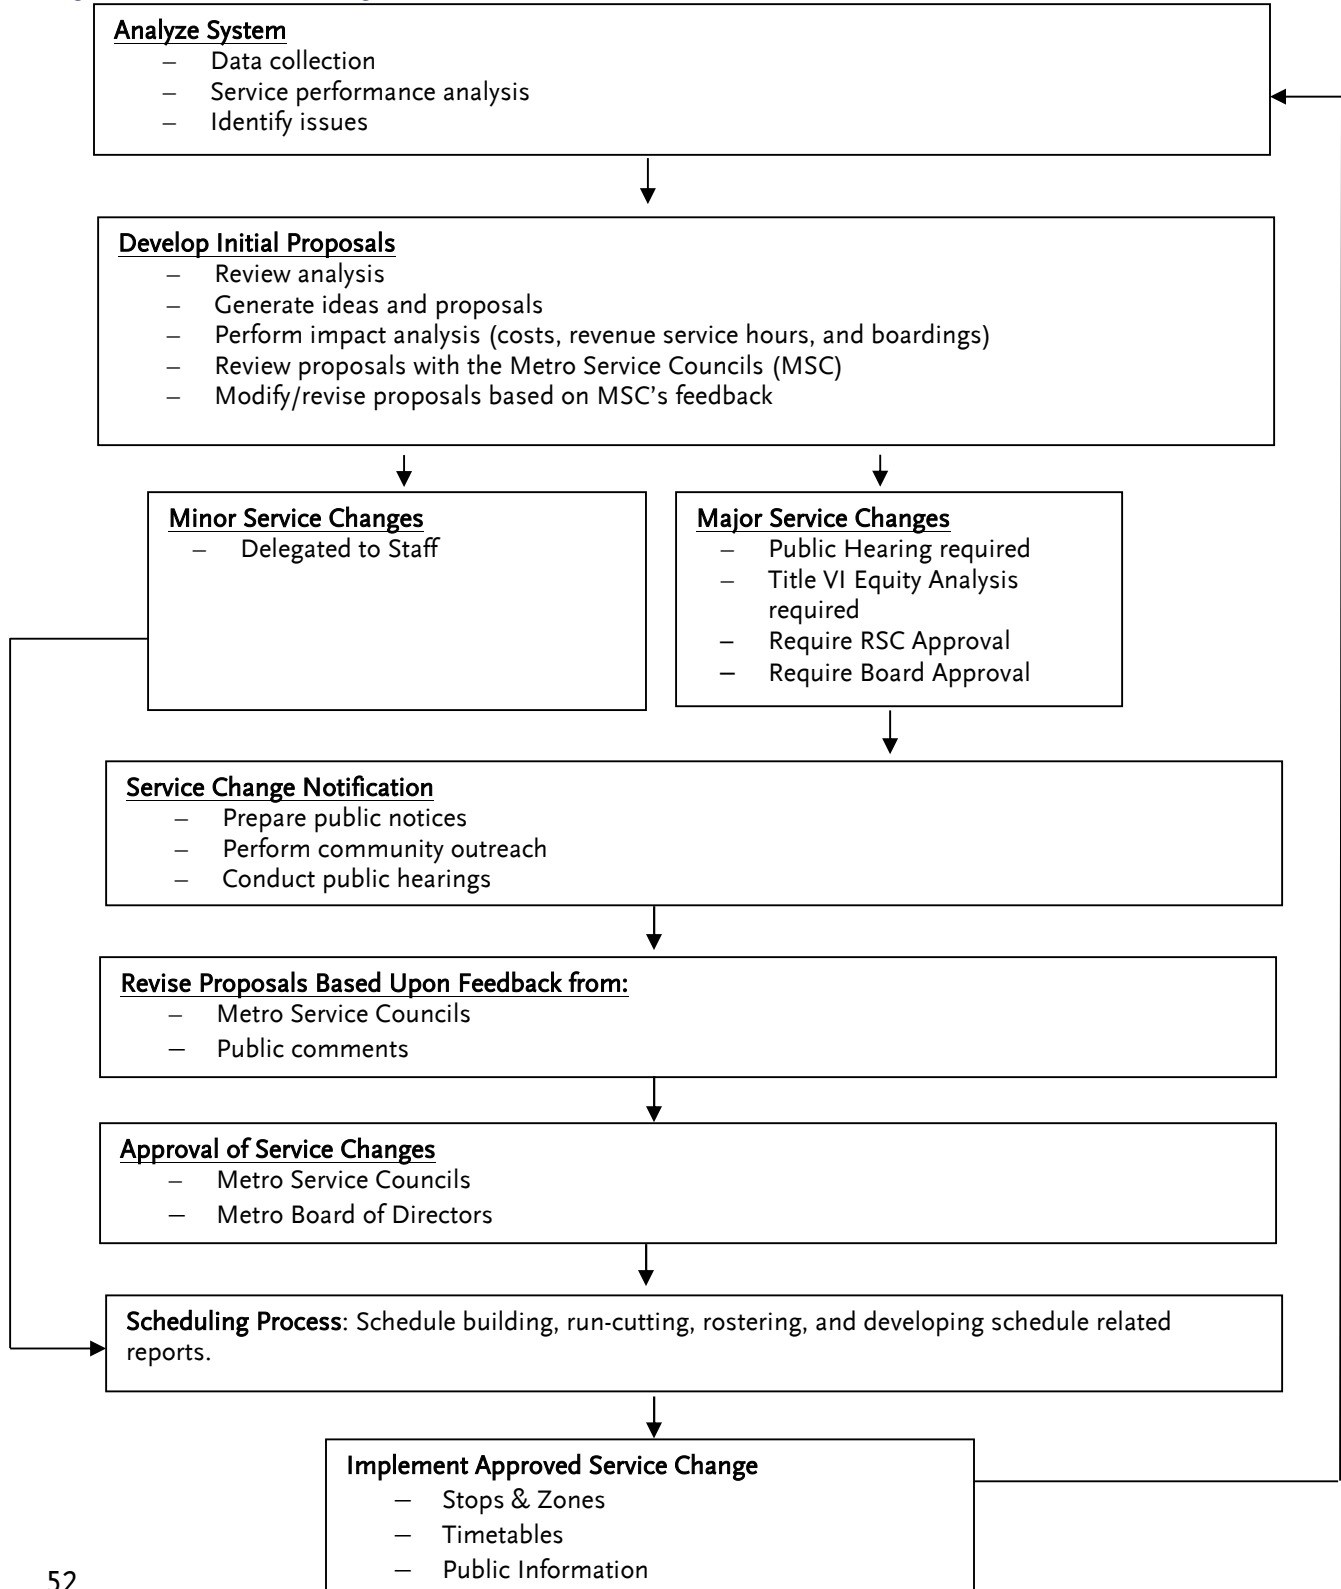 Analyze System
– Data collection
– Service performance analysis
– Identify issues
Develop Initial Proposals
– Review analysis
– Generate ideas and proposals
– Perform impact analysis (costs, revenue service hours, and boardings)
– Review proposals with the Metro Service Councils (MSC)
– Modify/revise proposals based on MSC’s feedback
Minor Service Changes
– Delegated to Staff
Major Service Changes
– Public Hearing required
– Title VI Equity Analysis
required
– Require RSC Approval
– Require Board Approval
Service Change Notification
– Prepare public notices
– Perform community outreach
– Conduct public hearings
Revise Proposals Based Upon Feedback from:
– Metro Service Councils
– Public comments
Approval of Service Changes
– Metro Service Councils
– Metro Board of Directors
Scheduling Process: Schedule building, run-cutting, rostering, and developing schedule related
reports.
Implement Approved Service Change
– Stops & Zones
– Timetables
– Public Information
52